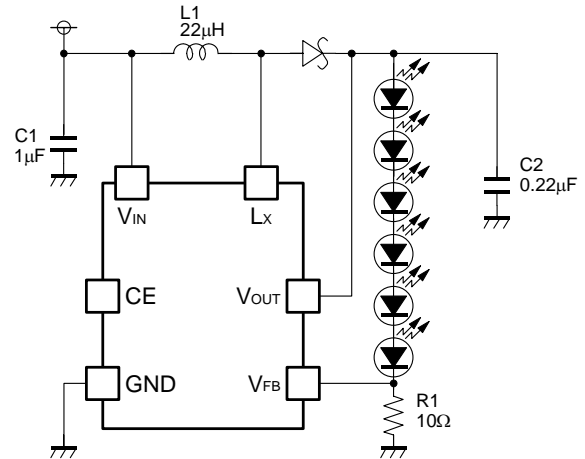 L1
22μH
C1
1μF
C2
0.22μF
VIN
LX
CE
VOUT
GND
VFB
R1
10Ω